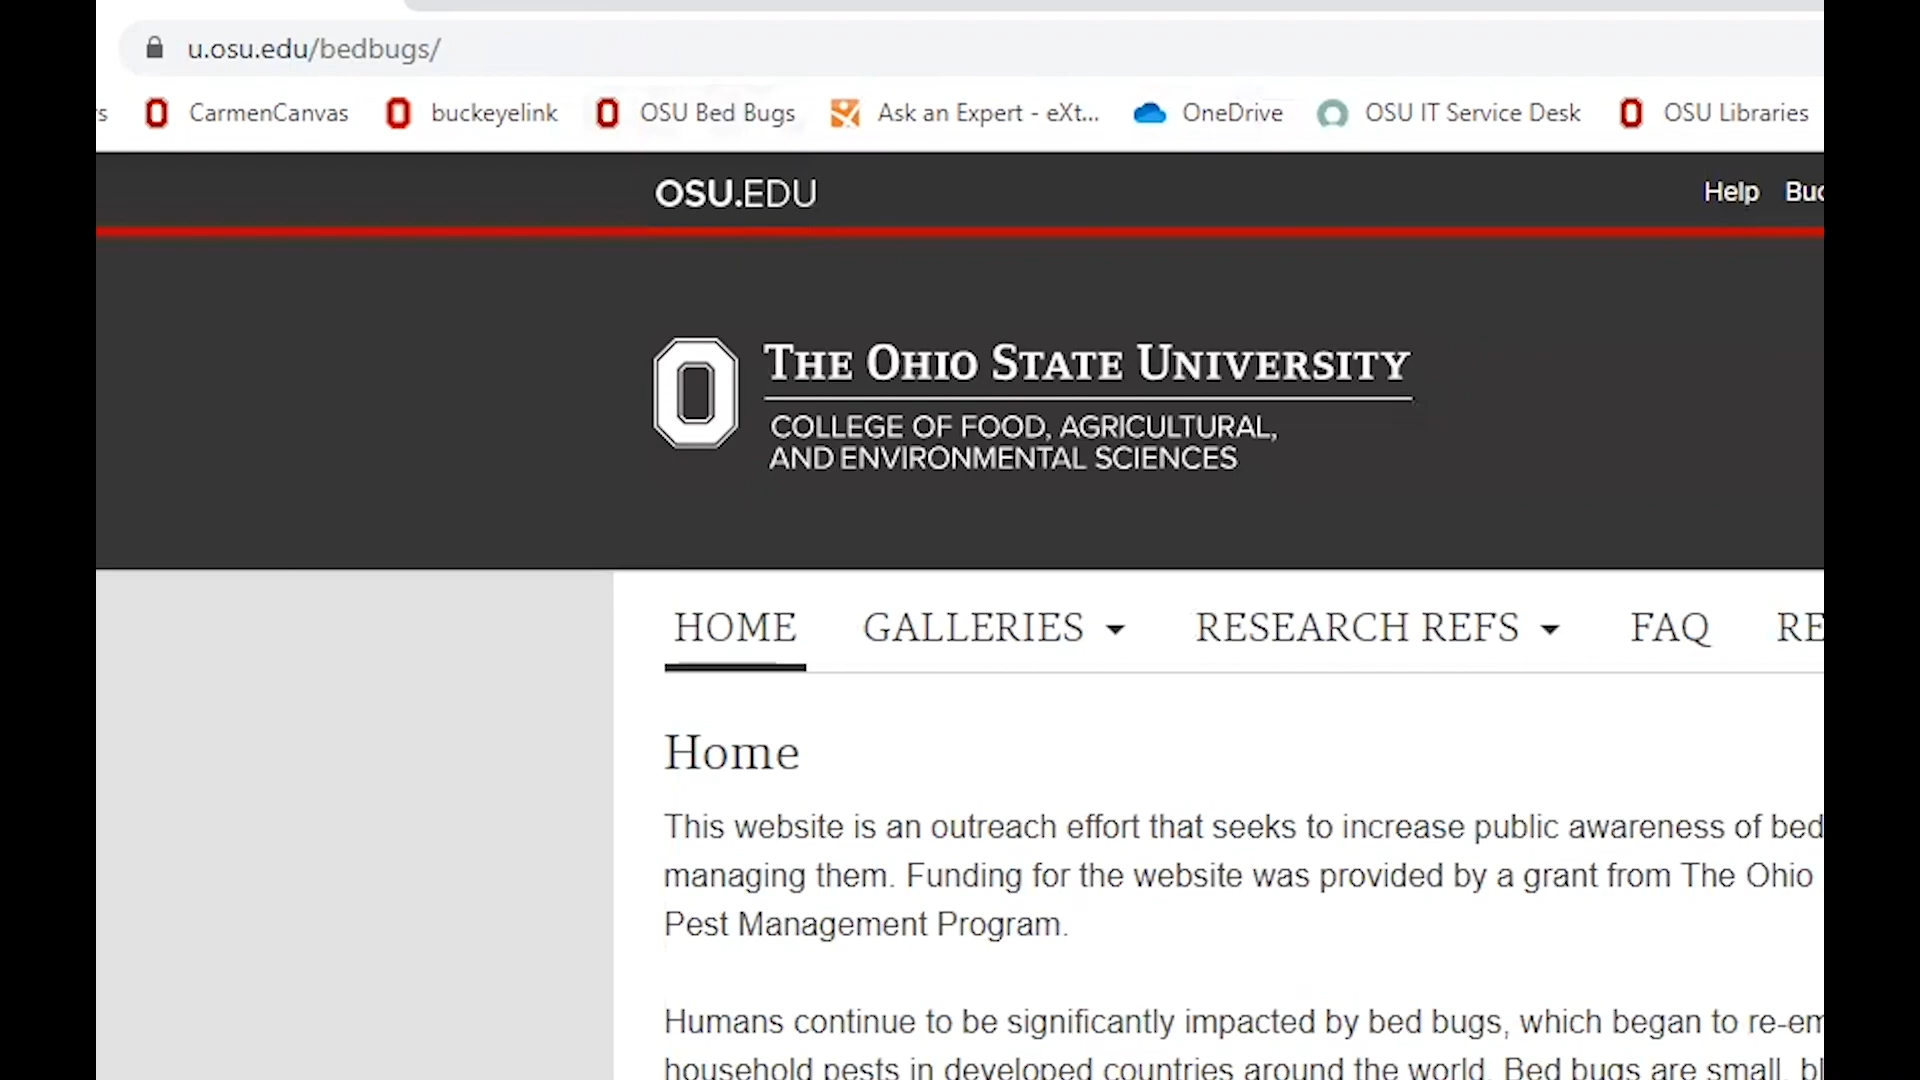 u.osu.edu/bedbugs/
rs CarmenCanvas buckeyelink OSU Bed Bugs Ask an Expert - eXt... OneDrive OSU IT Service Desk OSU Libraries
OSU.EDU Help Buc
THE OHIO STATE UNIVERSITY
COLLEGE OF FOOD, AGRICULTURAL,
AND ENVIRONMENTAL SCIENCES
HOME GALLERIES RESEARCH REFS FAQ RE
Home
This website is an outreach effort that seeks to increase public awareness of bed
managing them. Funding for the website was provided by a grant from The Ohio
Pest Management Program.
Humans continue to be significantly impacted by bed bugs, which began to re-em
household pests in developed countries around the world. Bed bugs are small, bl